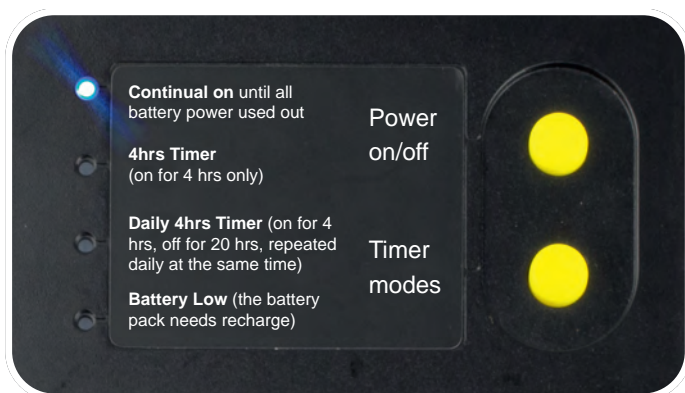 Continual on until all
battery power used out
4hrs Timer
(on for 4 hrs only)
Daily 4hrs Timer (on for 4
hrs, off for 20 hrs, repeated
daily at the same time)
Battery Low (the battery
pack needs recharge)
Power
on/off
Timer
modes